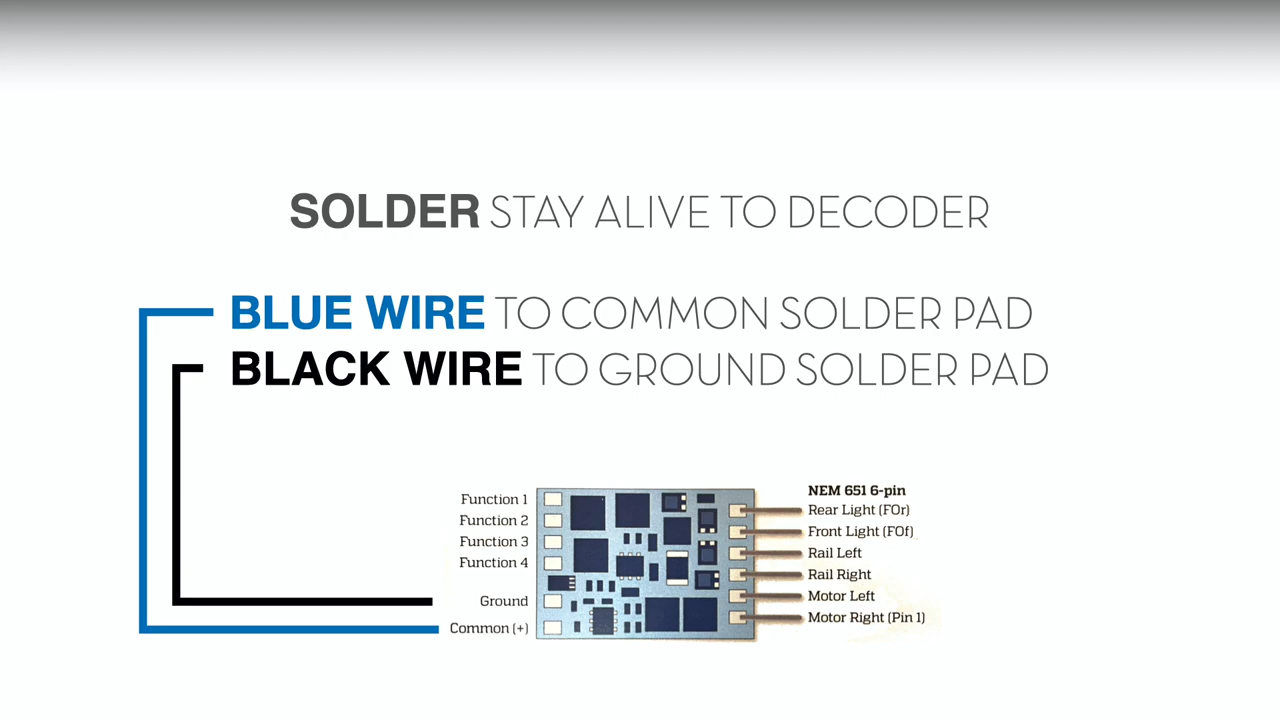 SOLDER STAY ALIVE TO DECODER
BLUE WIRE TO COMMON SOLDER PAD
BLACK WIRE TO GROUND SOLDER PAD
Function 1
Function 2
Function 3
Function 4
Ground
Common (+)
NEM 651 6-pin
Rear Light (FOr)
Front Light (FOf)
Rail Left
Rail Right
Motor Left
Motor Right (Pin 1)